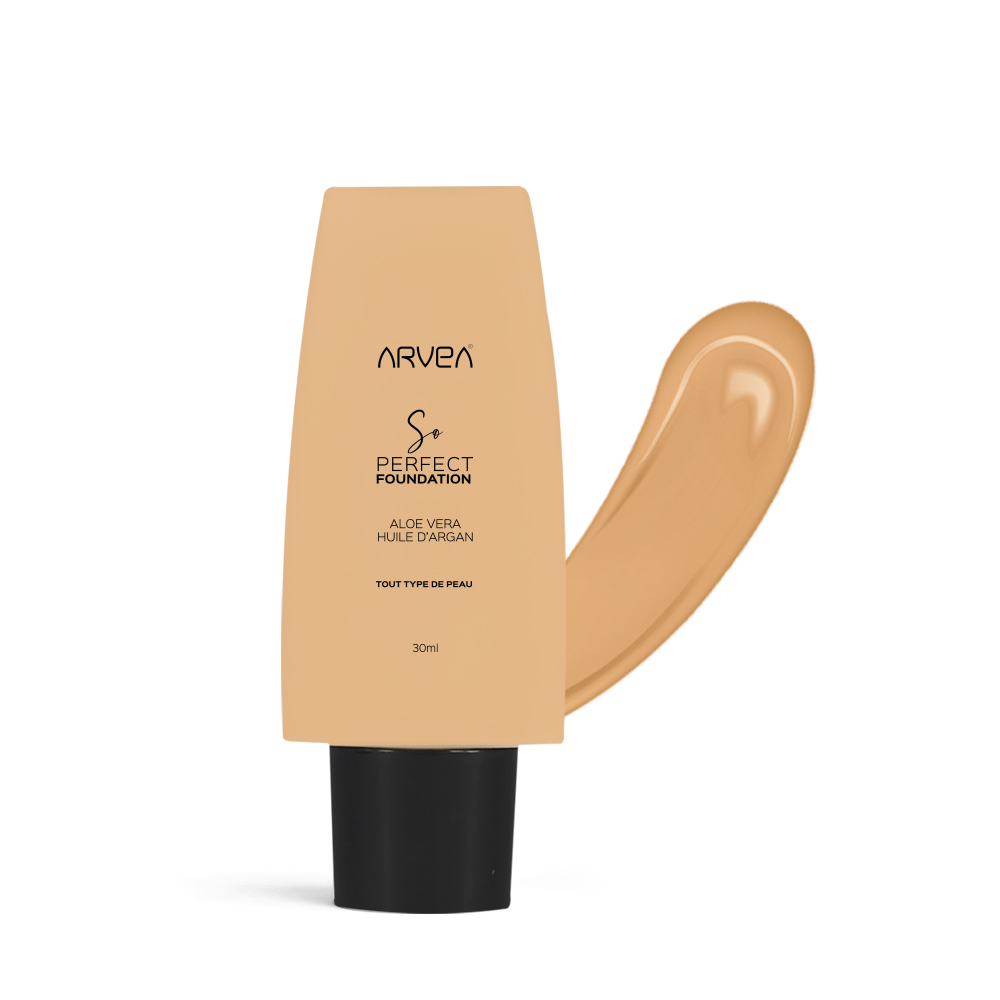 ARVEA®
So
PERFECT
FOUNDATION
ALOE VERA
HUILE D'ARGAN
TOUT TYPE DE PEAU
30ml